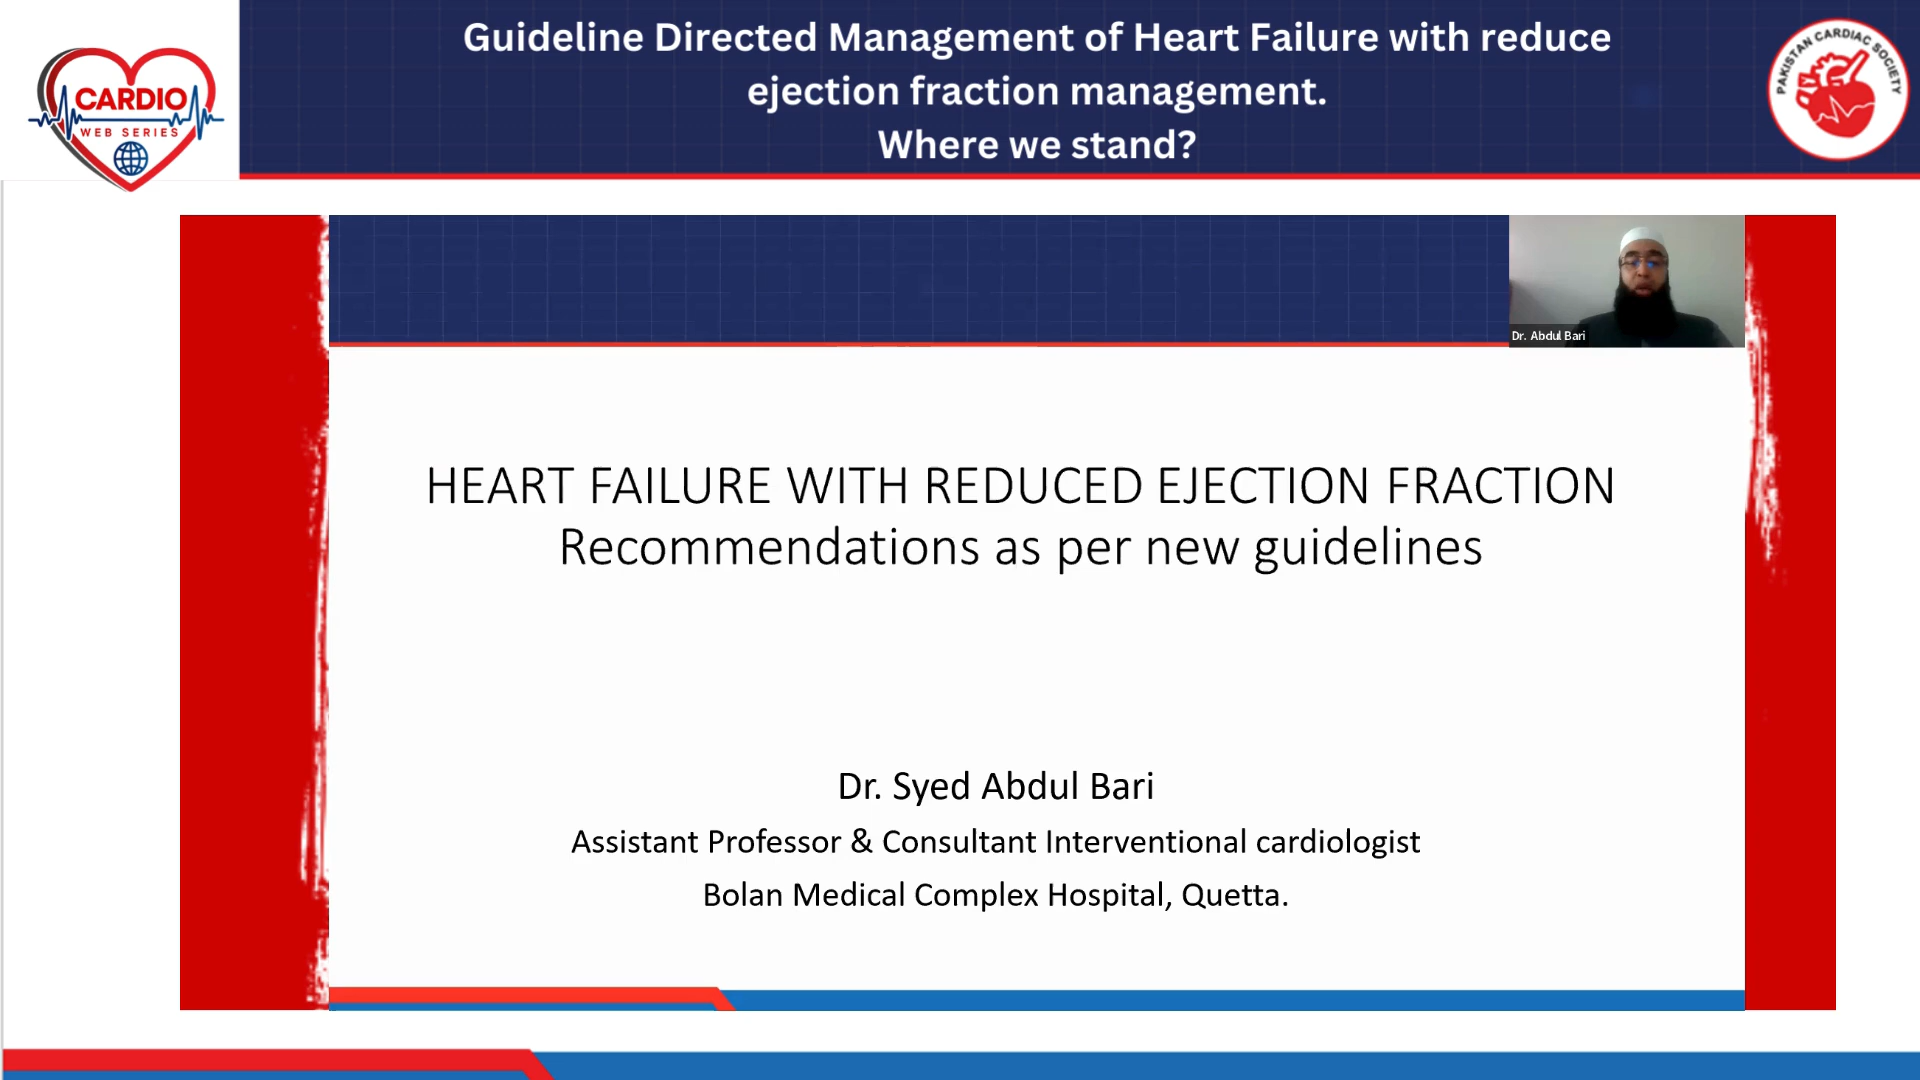 Guideline Directed Management of Heart Failure with reduce
ejection fraction management.
Where we stand?
CARDIO
WEB SERIES
PAKISTAN CARDIAC SOCIETY
Dr. Abdul Bari
HEART FAILURE WITH REDUCED EJECTION FRACTION
Recommendations as per new guidelines
Dr. Syed Abdul Bari
Assistant Professor & Consultant Interventional cardiologist
Bolan Medical Complex Hospital, Quetta.